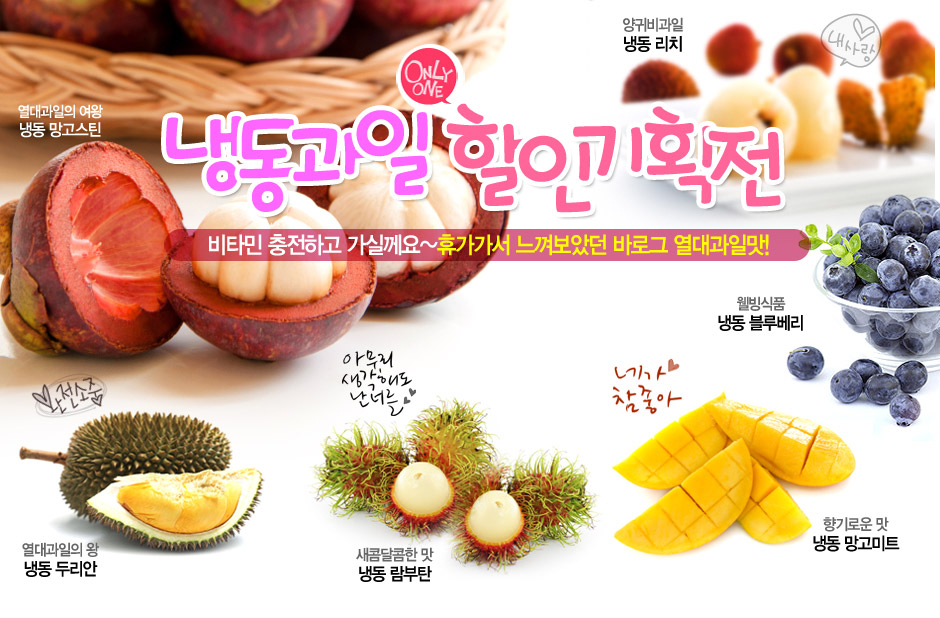 양귀비과일
냉동 리치
내사랑
ONLY
ONE
열대과일의 여왕
냉동 망고스틴
냉동과일 할인기획전
비타민 충전하고 가실께요~휴가가서 느껴보았던 바로그 열대과일맛!
웰빙식품
냉동 블루베리
완전소중
아무리
생각해도
난 너를
네가
참좋아
열대과일의 왕
냉동 두리안
새콤달콤한 맛
냉동 람부탄
향기로운 맛
냉동 망고미트